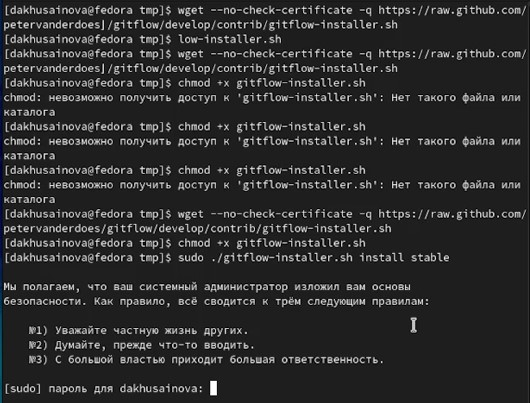 [dakhusainova@fedora tmp]$ wget --no-check-certificate -q https://raw.github.com/
petervanderdoes]/gitflow/develop/contrib/gitflow-installer.sh
[dakhusainova@fedora tmp]$ low-installer.sh
[dakhusainova@fedora tmp]$ wget --no-check-certificate -q https://raw.github.com/
petervanderdoes]/gitflow/develop/contrib/gitflow-installer.sh
[dakhusainova@fedora tmp]$ chmod +x gitflow-installer.sh
chmod: невозможно получить доступ к 'gitflow-installer.sh': Нет такого файла или
каталога
[dakhusainova@fedora tmp]$ chmod +x gitflow-installer.sh
chmod: невозможно получить доступ к 'gitflow-installer.sh': Нет такого файла или
каталога
[dakhusainova@fedora tmp]$ chmod +x gitflow-installer.sh
chmod: невозможно получить доступ к 'gitflow-installer.sh': Нет такого файла или
каталога
[dakhusainova@fedora tmp]$ wget --no-check-certificate -q https://raw.github.com/
petervanderdoes/gitflow/develop/contrib/gitflow-installer.sh
[dakhusainova@fedora tmp]$ chmod +x gitflow-installer.sh
[dakhusainova@fedora tmp]$ sudo ./gitflow-installer.sh install stable
Мы полагаем, что ваш системный администратор изложил вам основы
безопасности. Как правило, всё сводится к трём следующим правилам:
№1) Уважайте частную жизнь других.
№2) Думайте, прежде что-то вводить.
№3) С большой властью приходит большая ответственность.
[sudo] пароль для dakhusainova: